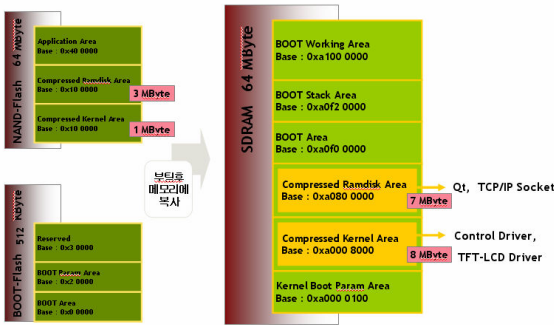 NAND-Flash 64 MByte
Application Area
Base : 0x40 0000
Compressed Ramdisk Area
Base : 0x10 0000
3 MByte
Compressed Kernel Area
Base : 0x10 0000
1 MByte
BOOT-Flash 512 KByte
Reserved
Base : 0x3 0000
BOOT Param Area
Base : 0x2 0000
BOOT Area
Base : 0x0 0000
부팅후
메모리에
복사
SDRAM 64 MByte
BOOT Working Area
Base : 0xa100 0000
BOOT Stack Area
Base : 0xa0f2 0000
BOOT Area
Base : 0xa0f0 0000
Compressed Ramdisk Area
Base : 0xa080 0000
7 MByte
Qt, TCP/IP Socket
Compressed Kernel Area
Base : 0xa000 8000
8 MByte
Control Driver,
TFT-LCD Driver
Kernel Boot Param Area
Base : 0xa000 0100